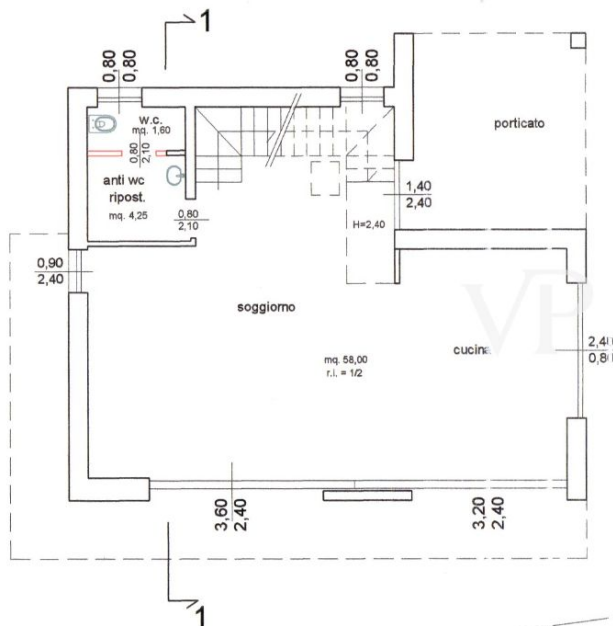 1
0,80
0,80
0,80
0,80
w.c.
mq. 1,60
0,80
2,10
porticato
anti wc
ripost.
mq. 4,25
0,80
2,10
1,40
2,40
H=2,40
0,90
2,40
soggiorno
VP
cucina
mq. 58,00
r.i. = 1/2
2,40
0,80
3,60
2,40
3,20
2,40
1